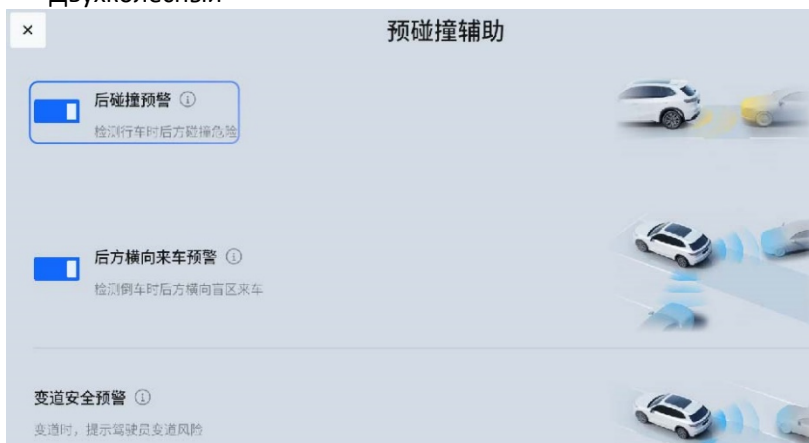 двухколесный
×
预碰撞辅助
后碰撞预警
检测行车时后方碰撞危险
后方横向来车预警
检测倒车时后方横向盲区来车
变道安全预警
变道时，提示驾驶员变道风险